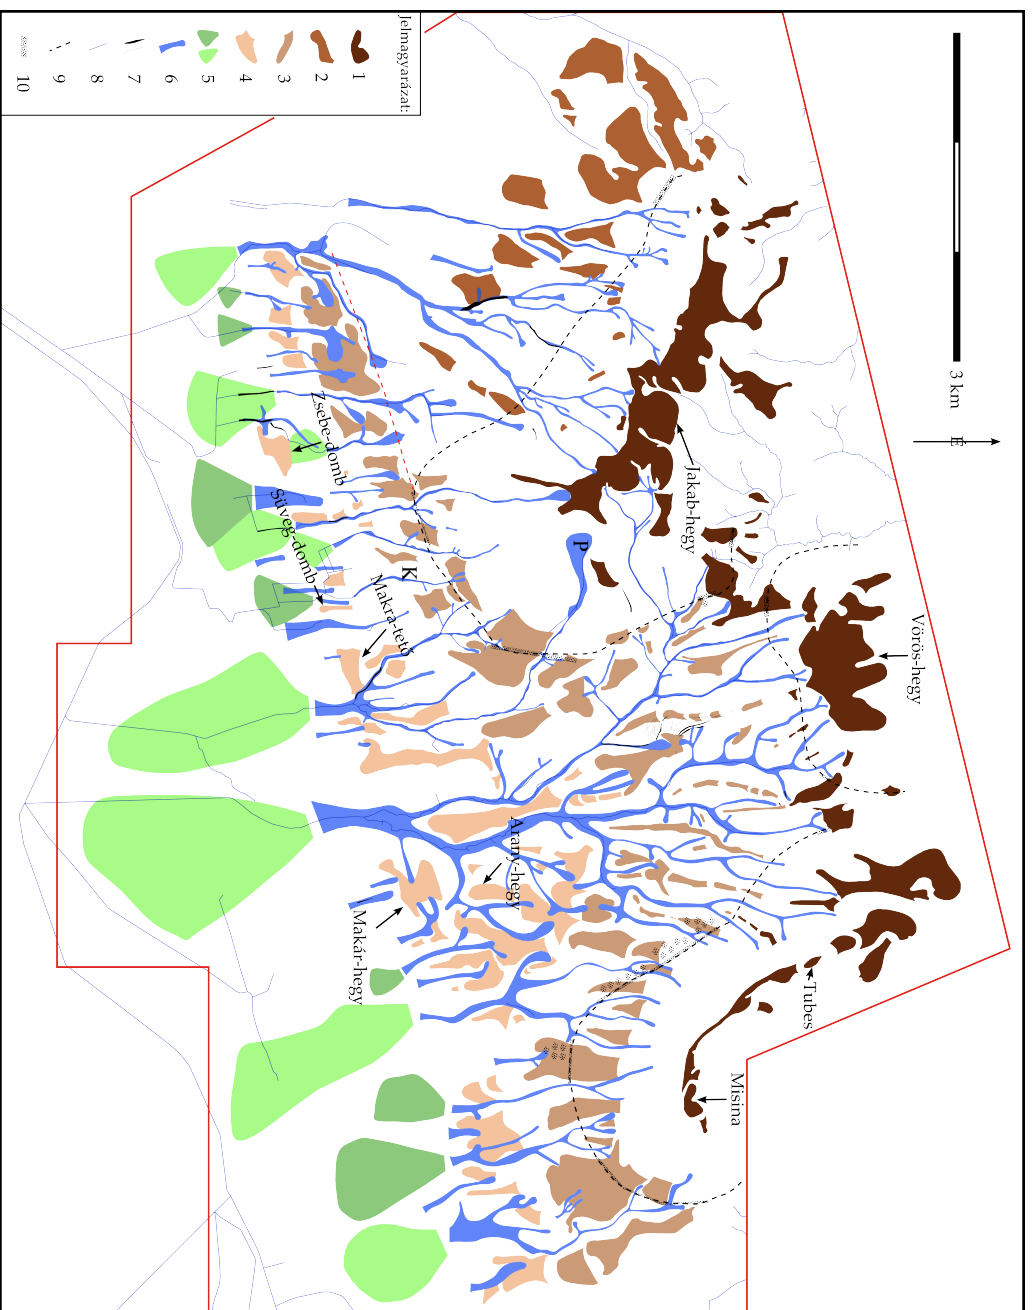 Jelmagyarázat:
1
2
3
4
5
6
7
8
9
10
3 km
É
Jakab-hegy
Vörös-hegy
Zsebe-domb
Süveg-domb
P
K
Makra-tető
Arany-hegy
Makár-hegy
Tubes
Misina